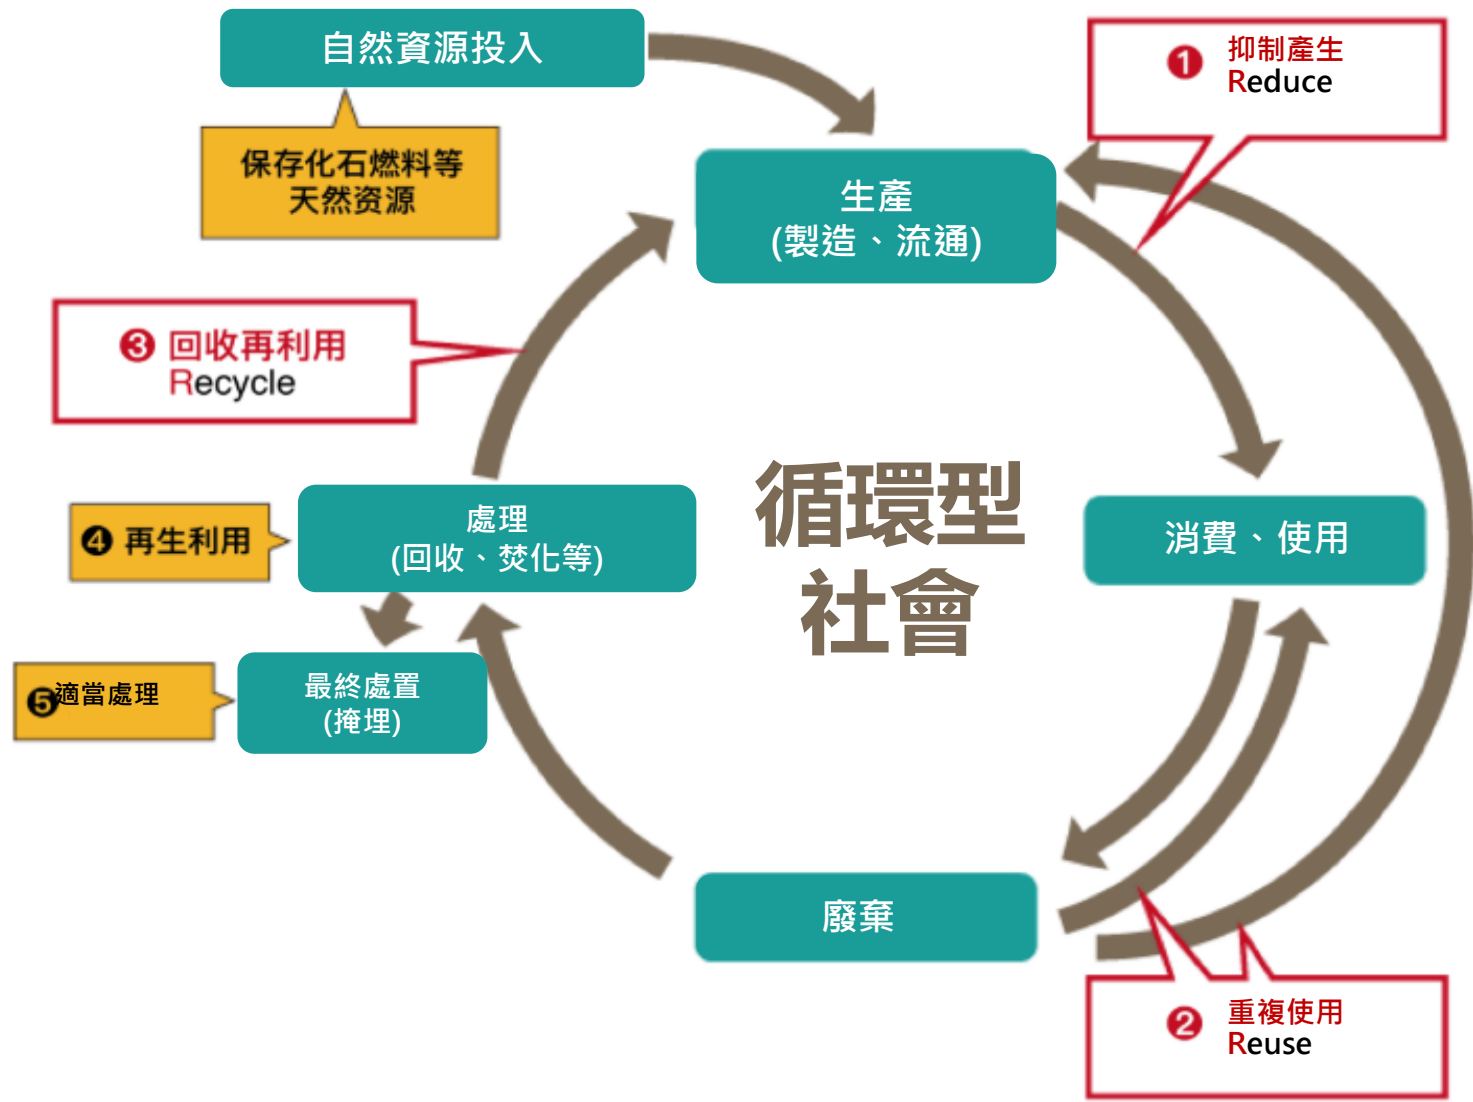 自然資源投入
❶ 抑制產生
Reduce
保存化石燃料等
天然资源
生產
(製造、流通)
❸ 回收再利用
Recycle
循環型
社會
❹ 再生利用
處理
(回收、焚化等)
消費、使用
❺適當處理
最終處置
(掩埋)
廢棄
❷ 重複使用
Reuse